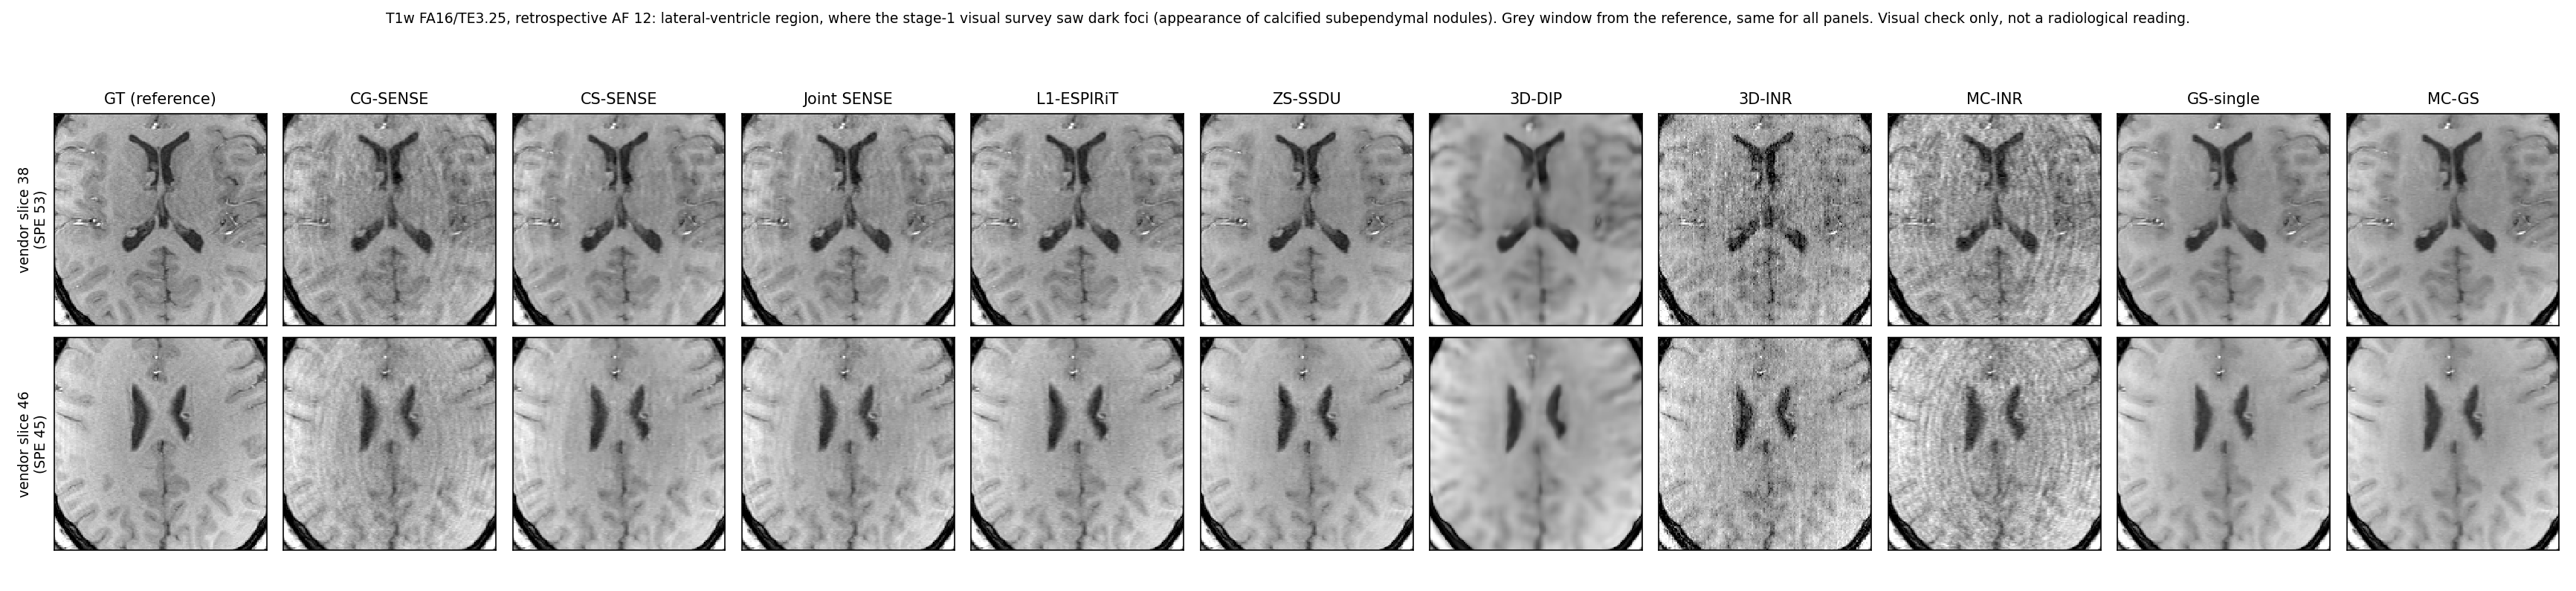 T1w FA16/TE3.25, retrospective AF 12: lateral-ventricle region, where the stage-1 visual survey saw dark foci (appearance of calcified subependymal nodules). Grey window from the reference, same for all panels. Visual check only, not a radiological reading.
GT (reference)
CG-SENSE
CS-SENSE
Joint SENSE
L1-ESPIRiT
ZS-SSDU
3D-DIP
3D-INR
MC-INR
GS-single
MC-GS
vendor slice 38
(SPE 53)
vendor slice 46
(SPE 45)